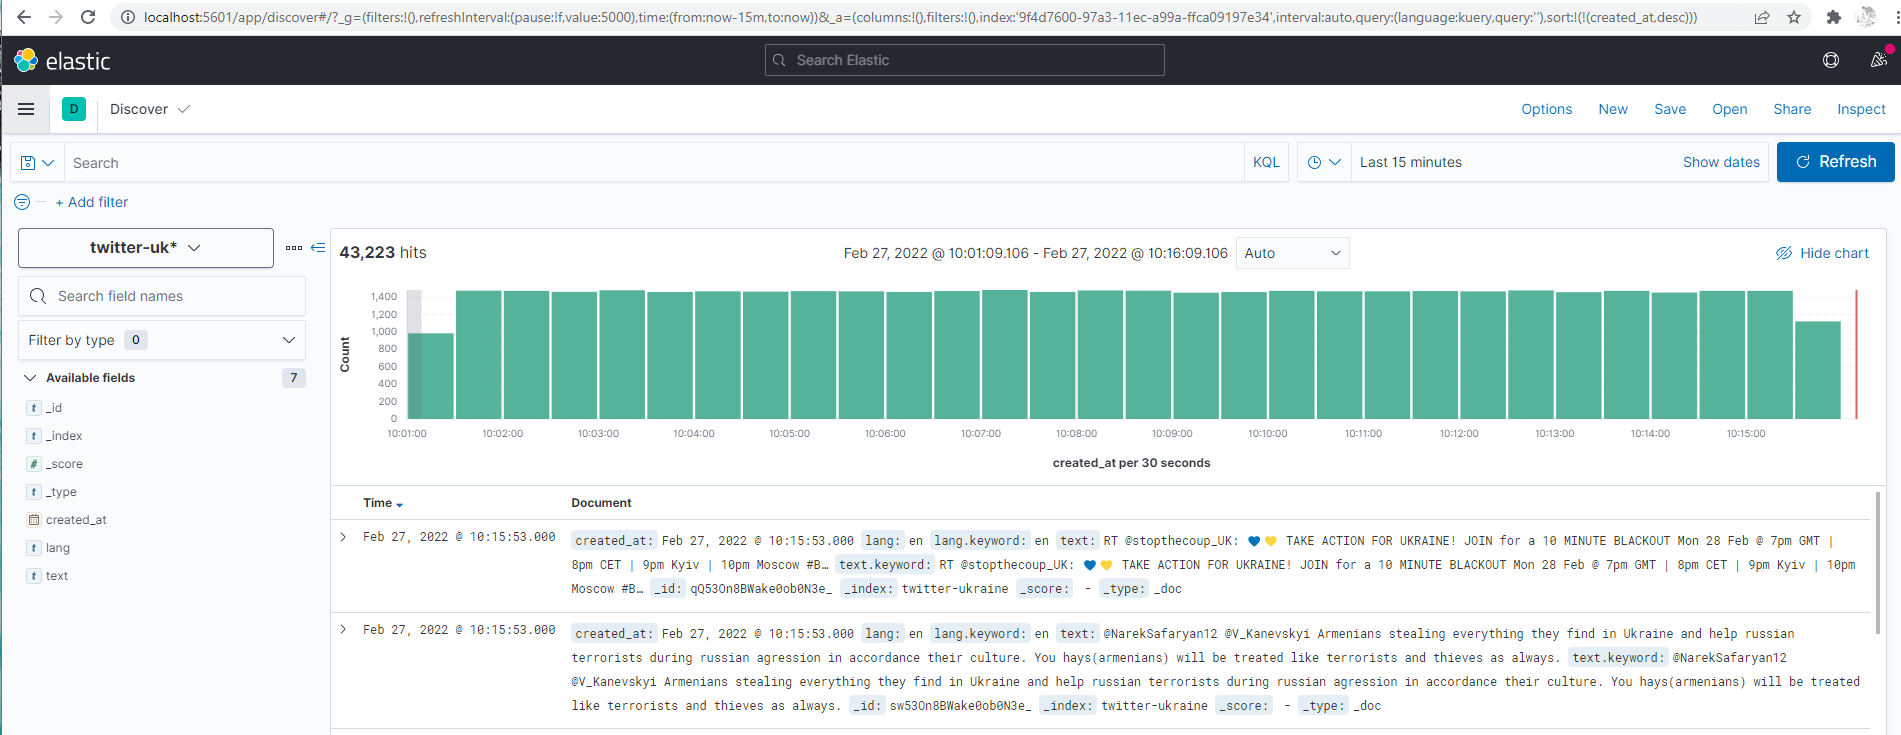 localhost:5601/app/discover#/?_g=(filters:!(),refreshInterval:(pause:!f,value:5000),time:(from:now-15m,to:now))&_a=(columns:!(),filters:!(),index:'9f4d7600-97a3-11ec-a99a-ffca09197e34',interval:auto,query:(language:kuery,query:''),sort:!(!(created_at,desc)))
elastic
Search Elastic
D
Discover
Options
New
Save
Open
Share
Inspect
Search
KQL
Last 15 minutes
Show dates
Refresh
+ Add filter
twitter-uk*
Search field names
Filter by type 0
Available fields 7
t _id
t _index
# _score
t _type
created_at
t lang
t text
43,223 hits
Feb 27, 2022 @ 10:01:09.106 - Feb 27, 2022 @ 10:16:09.106
Auto
Hide chart
Count
1,400
1,200
1,000
800
600
400
200
0
10:01:00 10:02:00 10:03:00 10:04:00 10:05:00 10:06:00 10:07:00 10:08:00 10:09:00 10:10:00 10:11:00 10:12:00 10:13:00 10:14:00 10:15:00
created_at per 30 seconds
Time Document
Feb 27, 2022 @ 10:15:53.000
created_at: Feb 27, 2022 @ 10:15:53.000 lang: en lang.keyword: en text: RT @stopthecoup_UK: 💙💛 TAKE ACTION FOR UKRAINE! JOIN for a 10 MINUTE BLACKOUT Mon 28 Feb @ 7pm GMT |
8pm CET | 9pm Kyiv | 10pm Moscow #B… text.keyword: RT @stopthecoup_UK: 💙💛 TAKE ACTION FOR UKRAINE! JOIN for a 10 MINUTE BLACKOUT Mon 28 Feb @ 7pm GMT | 8pm CET | 9pm Kyiv | 10pm
Moscow #B… _id: qQ53On8BWake0ob0N3e_ _index: twitter-ukraine _score: - _type: _doc
Feb 27, 2022 @ 10:15:53.000
created_at: Feb 27, 2022 @ 10:15:53.000 lang: en lang.keyword: en text: @NarekSafaryan12 @V_Kanevskyi Armenians stealing everything they find in Ukraine and help russian
terrorists during russian agression in accordance their culture. You hays(armenians) will be treated like terrorists and thieves as always. text.keyword: @NarekSafaryan12
@V_Kanevskyi Armenians stealing everything they find in Ukraine and help russian terrorists during russian agression in accordance their culture. You hays(armenians) will be treated
like terrorists and thieves as always. _id: sw53On8BWake0ob0N3e_ _index: twitter-ukraine _score: - _type: _doc